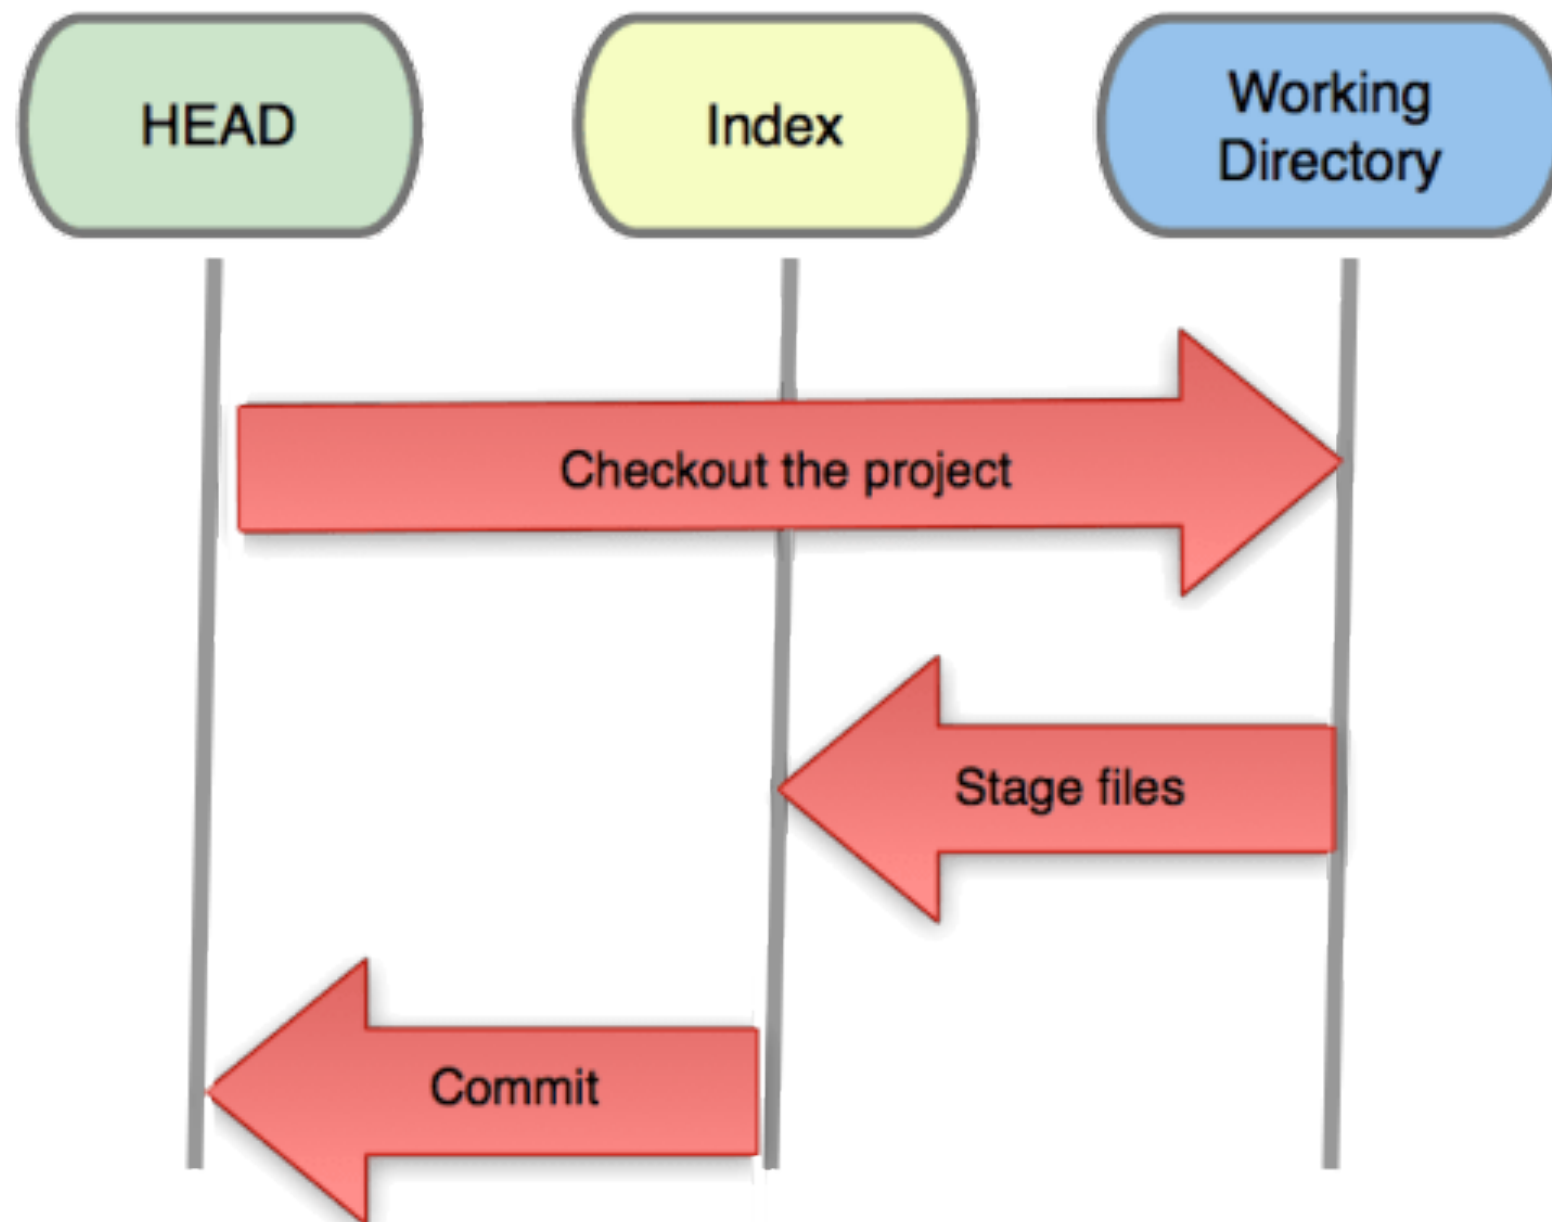 HEAD
Index
Working
Directory
Checkout the project
Stage files
Commit